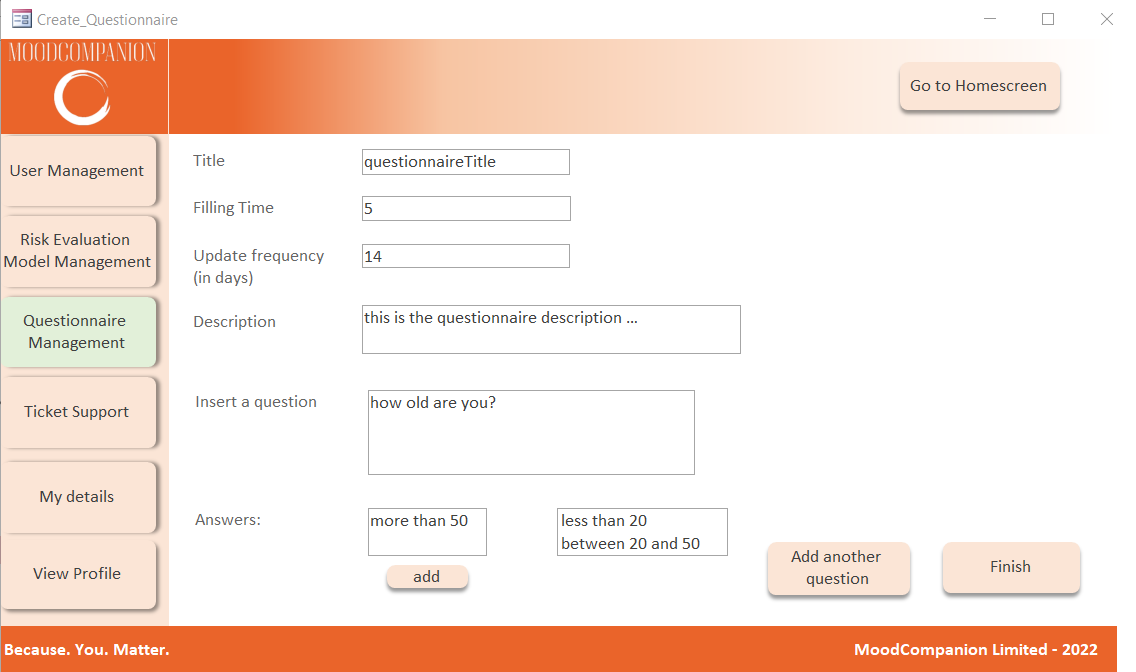 Create_Questionnaire
MOODCOMPANION
Go to Homescreen
User Management
Risk Evaluation
Model Management
Questionnaire
Management
Ticket Support
My details
View Profile
Title
questionnaireTitle
Filling Time
5
Update frequency
(in days)
14
Description
this is the questionnaire description ...
Insert a question
how old are you?
Answers:
more than 50
less than 20
between 20 and 50
add
Add another
question
Finish
Because. You. Matter.
MoodCompanion Limited - 2022